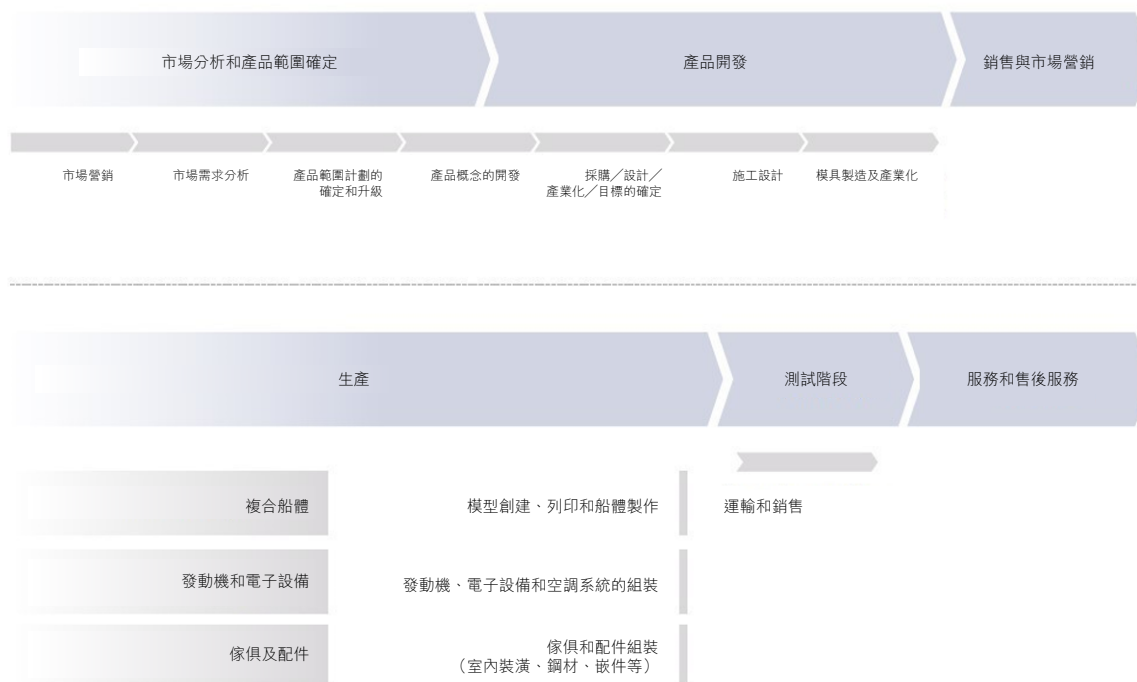 市場分析和產品範圍確定
產品開發
銷售與市場營銷
市場營銷
市場需求分析
產品範圍計劃的
確定和升級
產品概念的開發
採購╱設計╱
產業化╱目標的確定
施工設計
模具製造及產業化
生產
測試階段
服務和售後服務
複合船體
模型創建、列印和船體製作
運輸和銷售
發動機和電子設備
發動機、電子設備和空調系統的組裝
傢俱及配件
傢俱和配件組裝
（室內裝潢、鋼材、嵌件等）